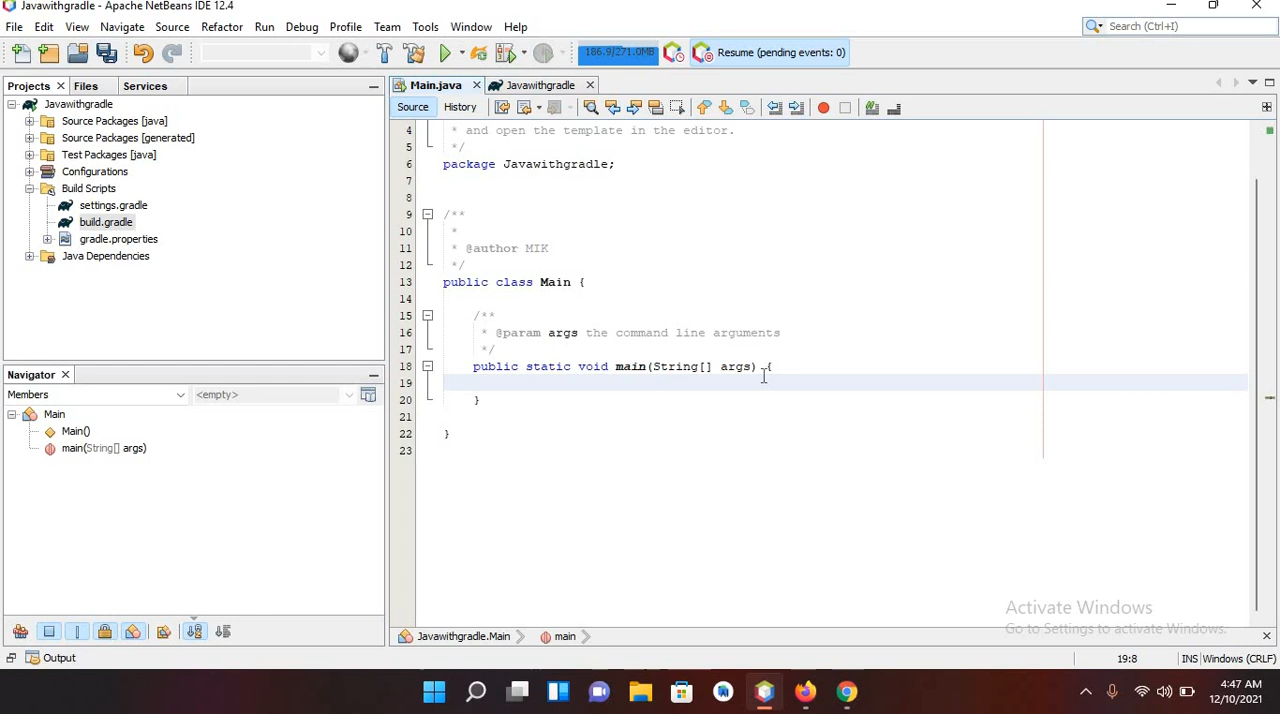 Javawithgradle - Apache NetBeans IDE 12.4
File Edit View Navigate Source Refactor Run Debug Profile Team Tools Window Help
Search (Ctrl+I)
186.9/271.0MB
Resume (pending events: 0)
Projects Files Services
Main.java Javawithgradle
Source History
Javawithgradle
Source Packages [java]
Source Packages [generated]
Test Packages [java]
Configurations
Build Scripts
settings.gradle
build.gradle
gradle.properties
Java Dependencies
Navigator
Members <empty>
Main
Main()
main(String[] args)
4 * and open the template in the editor.
5 */
6 package Javawithgradle;
7
8
9 /**
10 *
11 * @author MIK
12 */
13 public class Main {
14
15 /**
16 * @param args the command line arguments
17 */
18 public static void main(String[] args) {
19
20 }
21
22 }
23
Activate Windows
Go to Settings to activate Windows.
Javawithgradle.Main main
Output
19:8 INS Windows (CRLF)
4:47 AM
12/10/2021